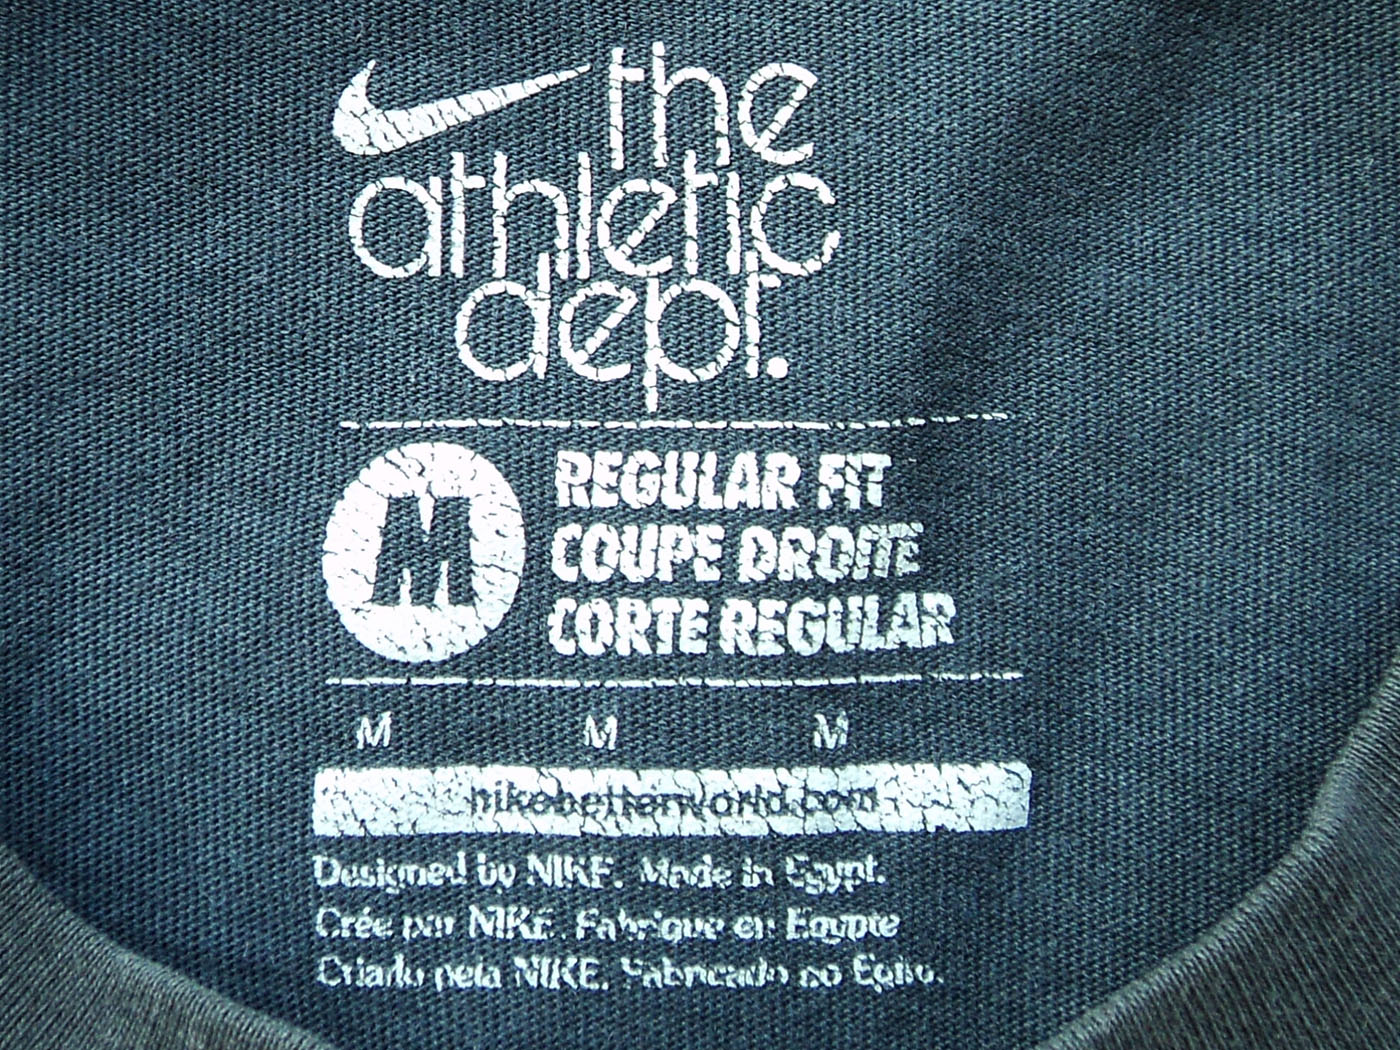 the
athletic
dept.
M
REGULAR FIT
COUPE DROITE
CORTE REGULAR
M M M
nikebetterworld.com
Designed by NIKE. Made in Egypt.
Crée par NIKE. Fabrique en Egypte
Criado pela NIKE. Fabricado no Egito.